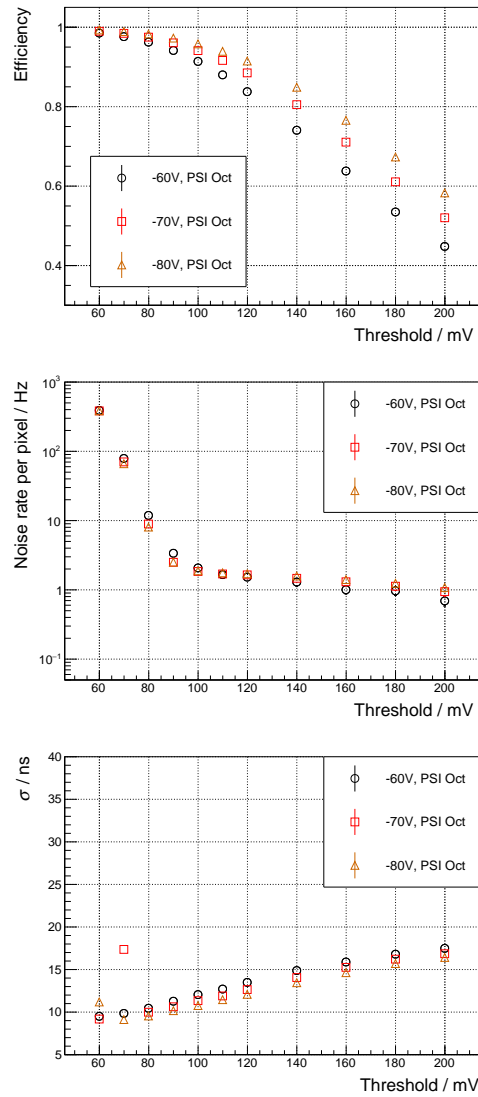 Efficiency
1
0.8
0.6
0.4
-60V, PSI Oct
-70V, PSI Oct
-80V, PSI Oct
60 80 100 120 140 160 180 200
Threshold / mV
Noise rate per pixel / Hz
10³
10²
10
1
10⁻¹
-60V, PSI Oct
-70V, PSI Oct
-80V, PSI Oct
60 80 100 120 140 160 180 200
Threshold / mV
σ / ns
40
35
30
25
20
15
10
5
-60V, PSI Oct
-70V, PSI Oct
-80V, PSI Oct
60 80 100 120 140 160 180 200
Threshold / mV